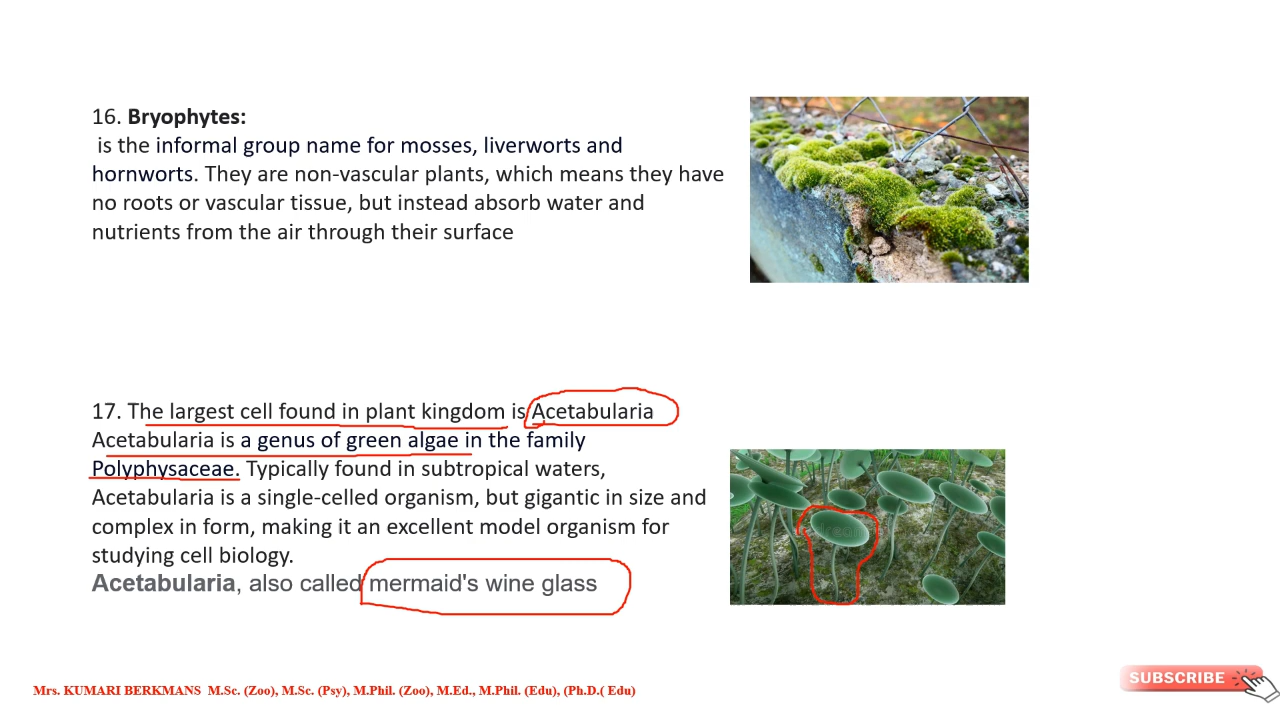 16. Bryophytes:
is the informal group name for mosses, liverworts and
hornworts. They are non-vascular plants, which means they have
no roots or vascular tissue, but instead absorb water and
nutrients from the air through their surface
17. The largest cell found in plant kingdom is Acetabularia
Acetabularia is a genus of green algae in the family
Polyphysaceae. Typically found in subtropical waters,
Acetabularia is a single-celled organism, but gigantic in size and
complex in form, making it an excellent model organism for
studying cell biology.
Acetabularia, also called mermaid's wine glass
Mrs. KUMARI BERKMANS M.Sc. (Zoo), M.Sc. (Psy), M.Phil. (Zoo), M.Ed., M.Phil. (Edu), (Ph.D.( Edu)
SUBSCRIBE